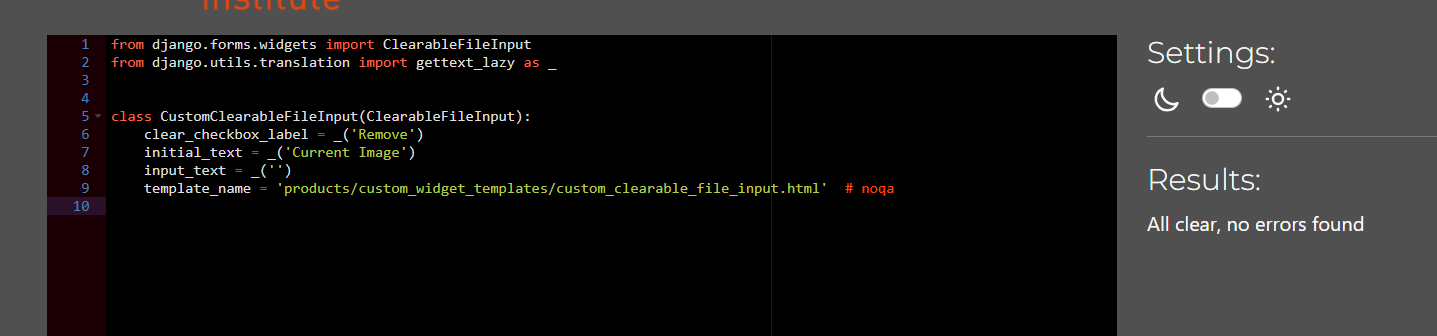 institute
1 from django.forms.widgets import ClearableFileInput
2 from django.utils.translation import gettext_lazy as _
3
4
5 class CustomClearableFileInput(ClearableFileInput):
6     clear_checkbox_label = _('Remove')
7     initial_text = _('Current Image')
8     input_text = _('')
9     template_name = 'products/custom_widget_templates/custom_clearable_file_input.html'  # noqa
10
Settings:
Results:
All clear, no errors found